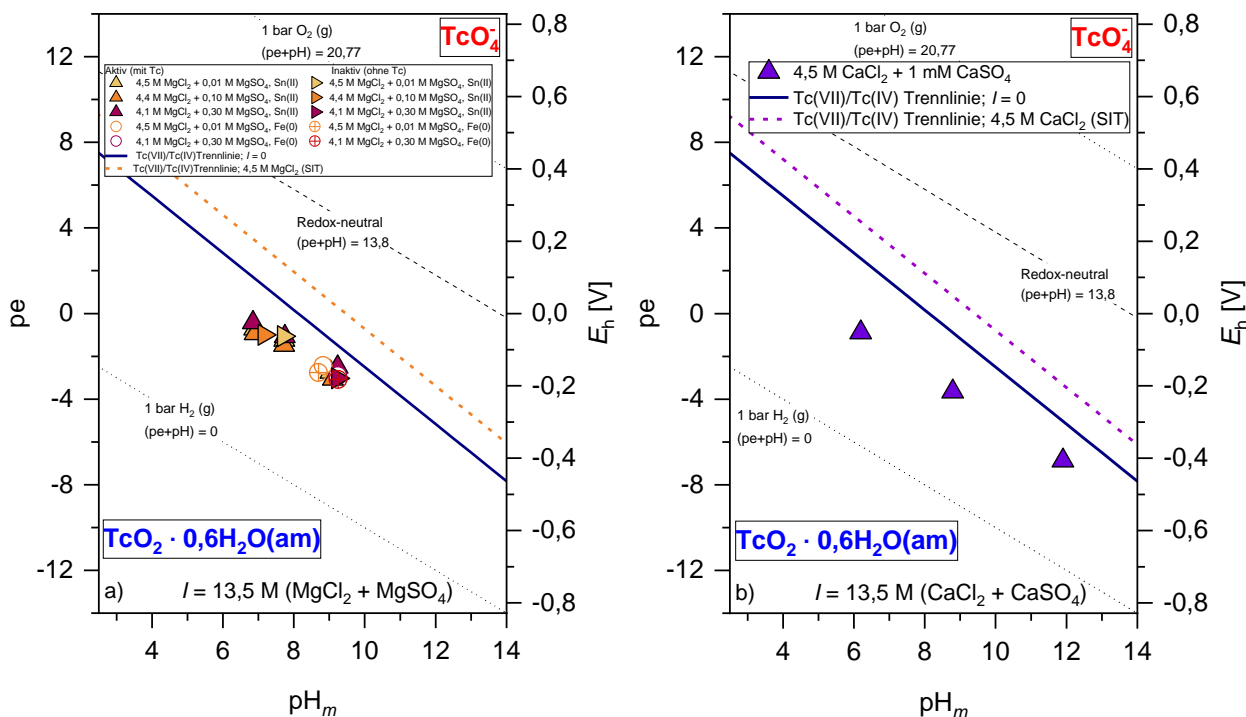 1 bar O₂ (g)
(pe+pH) = 20,77
TcO₄⁻
Aktiv (mit Tc)
4,5 M MgCl₂ + 0,01 M MgSO₄, Sn(II)
4,4 M MgCl₂ + 0,10 M MgSO₄, Sn(II)
4,1 M MgCl₂ + 0,30 M MgSO₄, Sn(II)
4,5 M MgCl₂ + 0,01 M MgSO₄, Fe(0)
4,1 M MgCl₂ + 0,30 M MgSO₄, Fe(0)
Inaktiv (ohne Tc)
4,5 M MgCl₂ + 0,01 M MgSO₄, Sn(II)
4,4 M MgCl₂ + 0,10 M MgSO₄, Sn(II)
4,1 M MgCl₂ + 0,30 M MgSO₄, Sn(II)
4,5 M MgCl₂ + 0,01 M MgSO₄, Fe(0)
4,1 M MgCl₂ + 0,30 M MgSO₄, Fe(0)
Tc(VII)/Tc(IV) Trennlinie; I = 0
Tc(VII)/Tc(IV)Trennlinie; 4,5 M MgCl₂ (SIT)
Redox-neutral
(pe+pH) = 13,8
1 bar H₂ (g)
(pe+pH) = 0
TcO₂ · 0,6H₂O(am)
a) I = 13,5 M (MgCl₂ + MgSO₄)
12
8
4
0
-4
-8
-12
pe
4 6 8 10 12 14
pHm
0,8
0,6
0,4
0,2
0,0
-0,2
-0,4
-0,6
-0,8
Eh [V]
1 bar O₂ (g)
(pe+pH) = 20,77
TcO₄⁻
4,5 M CaCl₂ + 1 mM CaSO₄
Tc(VII)/Tc(IV) Trennlinie; I = 0
Tc(VII)/Tc(IV) Trennlinie; 4,5 M CaCl₂ (SIT)
Redox-neutral
(pe+pH) = 13,8
1 bar H₂ (g)
(pe+pH) = 0
TcO₂ · 0,6H₂O(am)
b) I = 13,5 M (CaCl₂ + CaSO₄)
12
8
4
0
-4
-8
-12
pe
4 6 8 10 12 14
pHm
0,8
0,6
0,4
0,2
0,0
-0,2
-0,4
-0,6
-0,8
Eh [V]